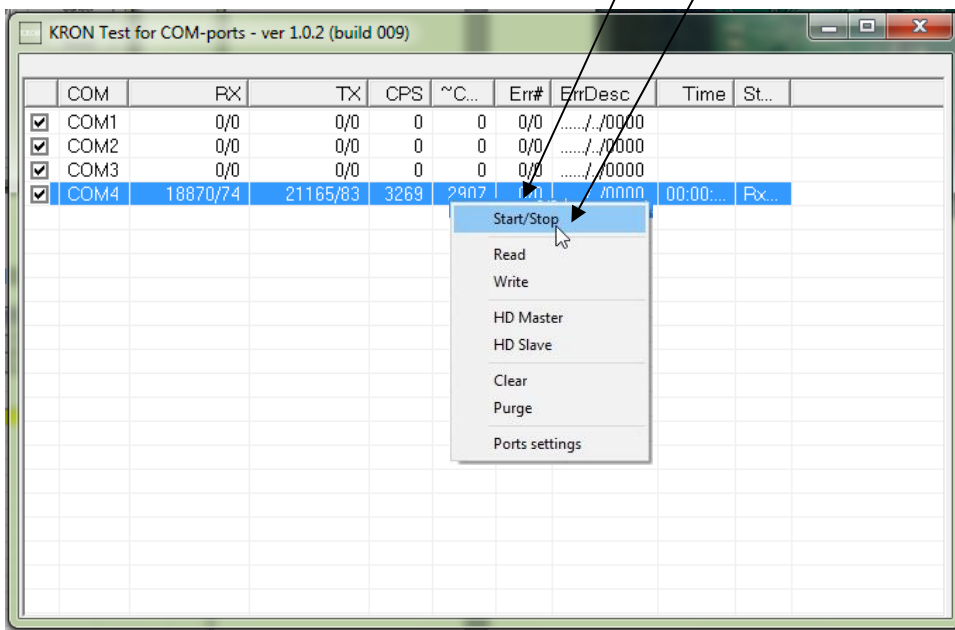 KRON Test for COM-ports - ver 1.0.2 (build 009)
COM RX TX CPS ~C... Err# ErrDesc Time St...
COM1 0/0 0/0 0 0 0/0 ....../../0000
COM2 0/0 0/0 0 0 0/0 ....../../0000
COM3 0/0 0/0 0 0 0/0 ....../../0000
COM4 18870/74 21165/83 3269 2907 /0000 00:00:... Rx...
Start/Stop
Read
Write
HD Master
HD Slave
Clear
Purge
Ports settings